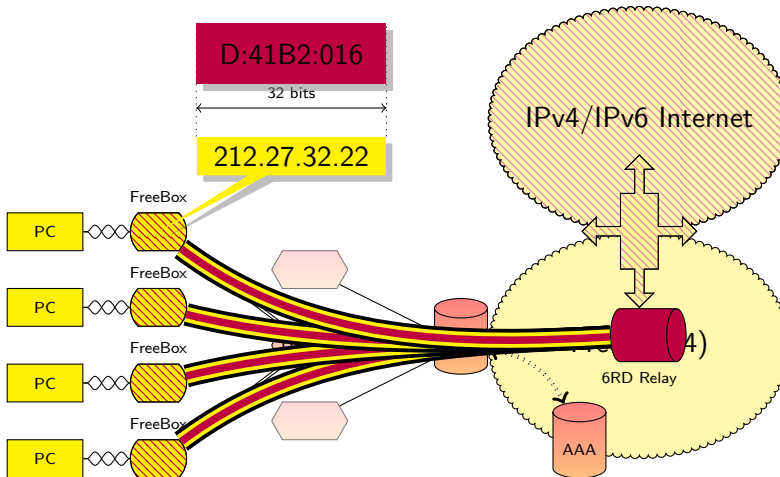 D:41B2:016
32 bits
IPv4/IPv6 Internet
212.27.32.22
FreeBox
PC
FreeBox
PC
4)
6RD Relay
FreeBox
PC
FreeBox
PC
AAA